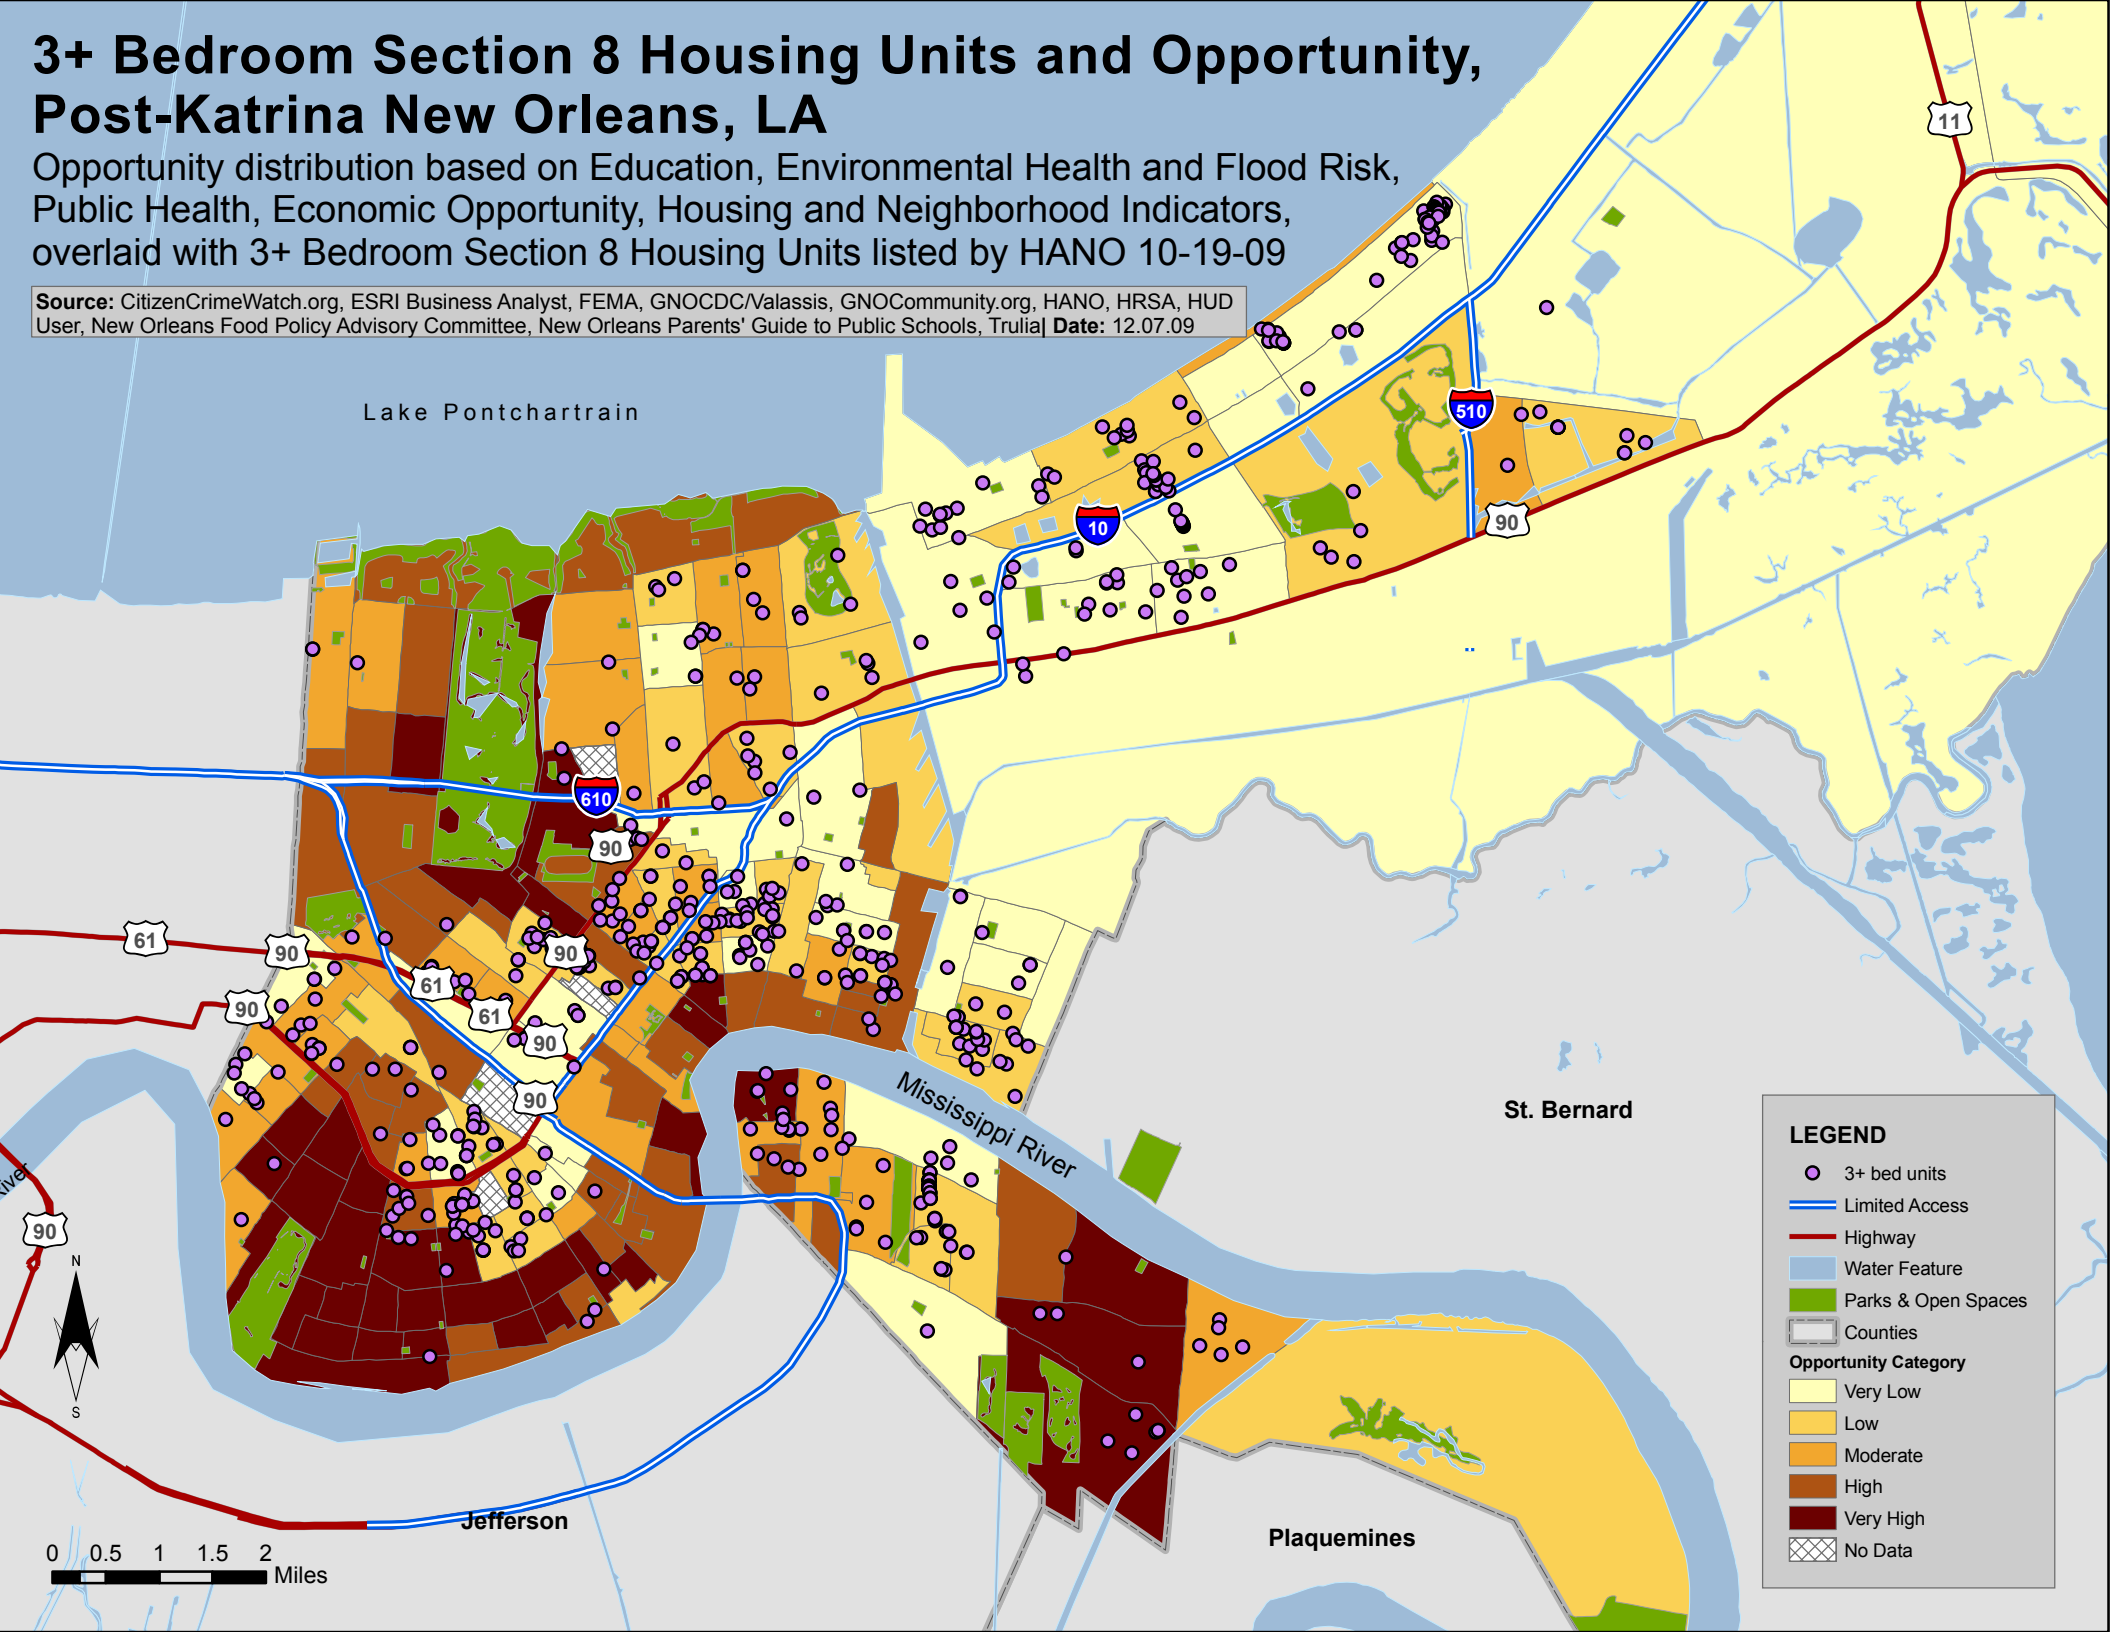 3+ Bedroom Section 8 Housing Units and Opportunity,
Post-Katrina New Orleans, LA
Opportunity distribution based on Education, Environmental Health and Flood Risk,
Public Health, Economic Opportunity, Housing and Neighborhood Indicators,
overlaid with 3+ Bedroom Section 8 Housing Units listed by HANO 10-19-09
Source: CitizenCrimeWatch.org, ESRI Business Analyst, FEMA, GNOCDC/Valassis, GNOCommunity.org, HANO, HRSA, HUD
User, New Orleans Food Policy Advisory Committee, New Orleans Parents' Guide to Public Schools, Trulia| Date: 12.07.09
11
Lake Pontchartrain
510
10
90
610
90
61
90
90
61
90
61
90
90
Mississippi River
St. Bernard
iver
90
N
S
Jefferson
Plaquemines
0 0.5 1 1.5 2
Miles
LEGEND
3+ bed units
Limited Access
Highway
Water Feature
Parks & Open Spaces
Counties
Opportunity Category
Very Low
Low
Moderate
High
Very High
No Data